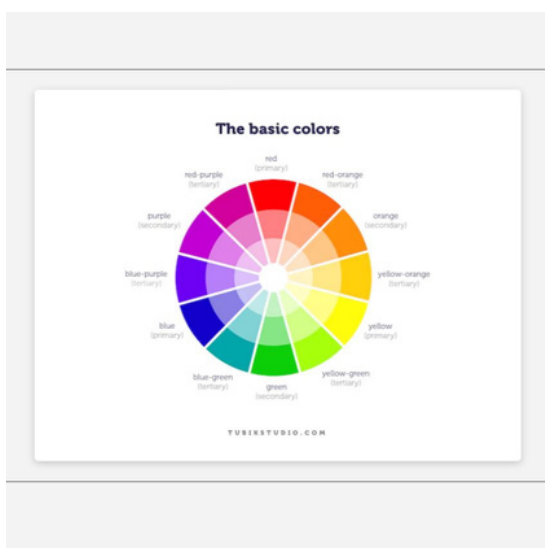 The basic colors
red
(primary)
red-orange
(tertiary)
orange
(secondary)
yellow-orange
(tertiary)
yellow
(primary)
yellow-green
(tertiary)
green
(secondary)
blue-green
(tertiary)
blue
(primary)
blue-purple
(tertiary)
purple
(secondary)
red-purple
(tertiary)
TUBIKSTUDIO.COM